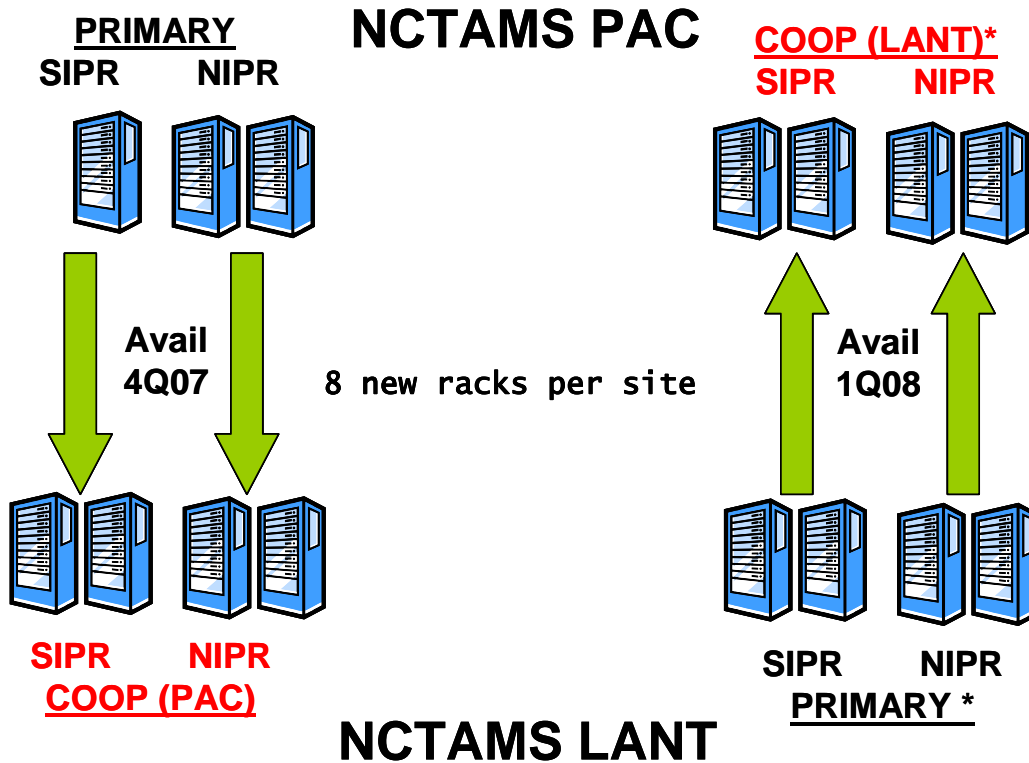 NCTAMS PAC
PRIMARY
SIPR NIPR
COOP (LANT)*
SIPR NIPR
Avail
4Q07
8 new racks per site
Avail
1Q08
SIPR NIPR
COOP (PAC)
SIPR NIPR
PRIMARY *
NCTAMS LANT